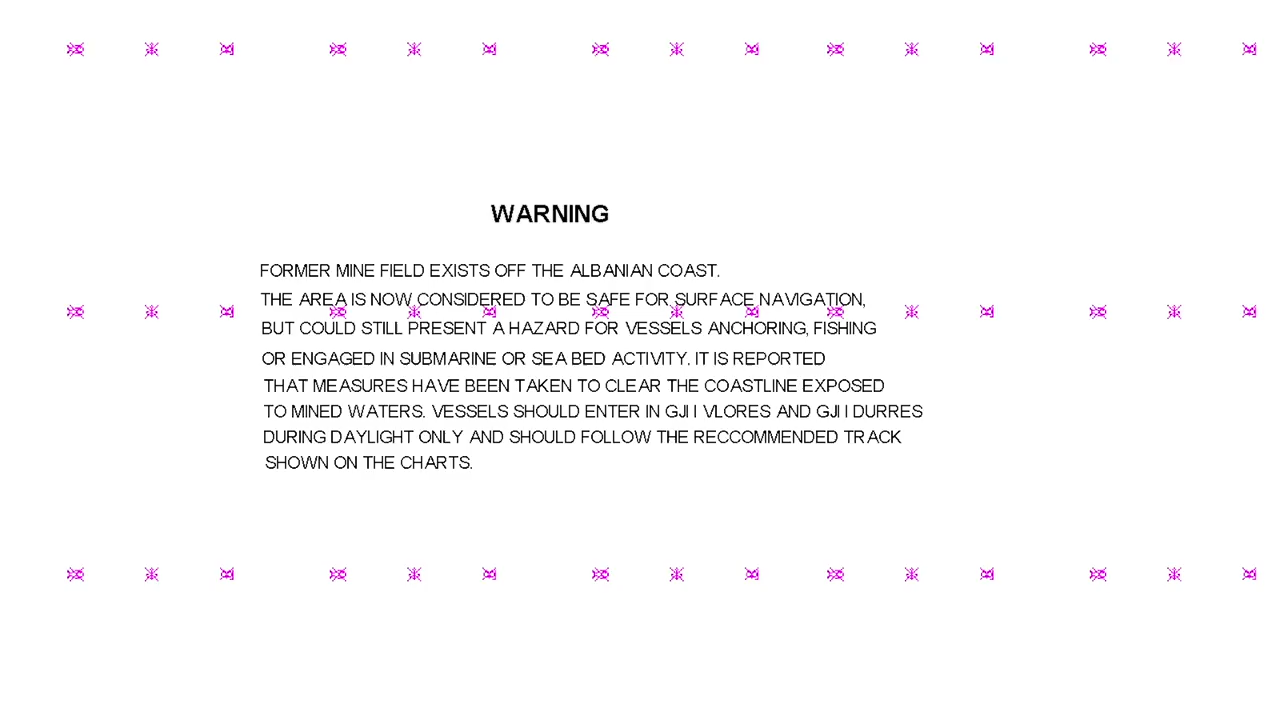 WARNING
FORMER MINE FIELD EXISTS OFF THE ALBANIAN COAST.
THE AREA IS NOW CONSIDERED TO BE SAFE FOR SURFACE NAVIGATION,
BUT COULD STILL PRESENT A HAZARD FOR VESSELS ANCHORING, FISHING
OR ENGAGED IN SUBMARINE OR SEA BED ACTIVITY. IT IS REPORTED
THAT MEASURES HAVE BEEN TAKEN TO CLEAR THE COASTLINE EXPOSED
TO MINED WATERS. VESSELS SHOULD ENTER IN GJI I VLORES AND GJI I DURRES
DURING DAYLIGHT ONLY AND SHOULD FOLLOW THE RECCOMMENDED TRACK
SHOWN ON THE CHARTS.